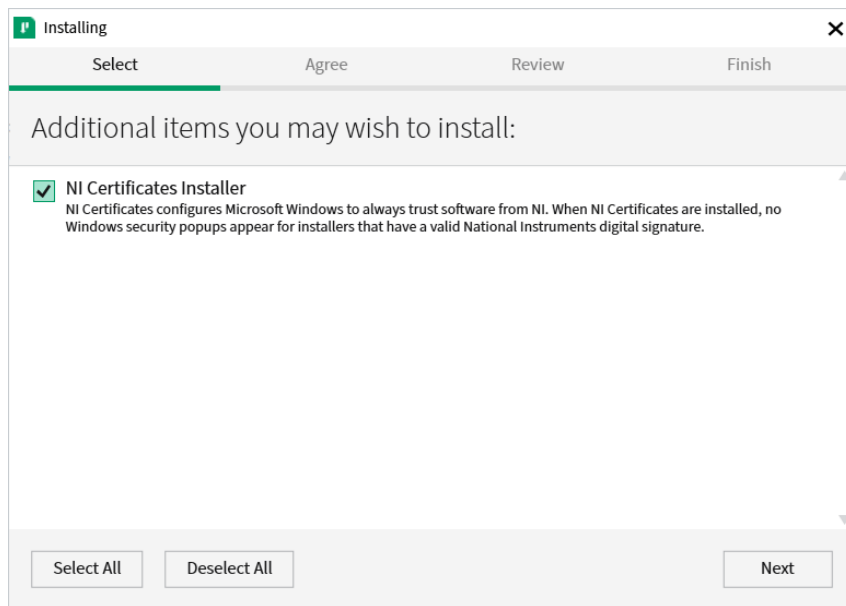 Installing
Select
Agree
Review
Finish
Additional items you may wish to install:
NI Certificates Installer
NI Certificates configures Microsoft Windows to always trust software from NI. When NI Certificates are installed, no
Windows security popups appear for installers that have a valid National Instruments digital signature.
Select All
Deselect All
Next